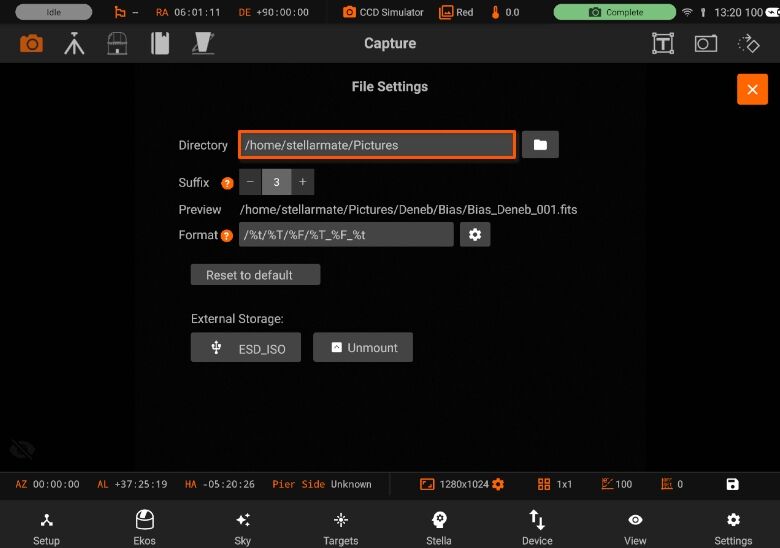 Idle -- RA 06:01:11 DE +90:00:00 CCD Simulator Red 0.0 Complete 13:20 100
Capture
File Settings
Directory /home/stellarmate/Pictures
Suffix ? − 3 +
Preview /home/stellarmate/Pictures/Deneb/Bias/Bias_Deneb_001.fits
Format ? /%t/%T/%F/%T_%F_%t
Reset to default
External Storage:
ESD_ISO Unmount
AZ 00:00:00 AL +37:25:19 HA -05:20:26 Pier Side Unknown 1280x1024 1x1 100 0
Setup Ekos Sky Targets Stella Device View Settings